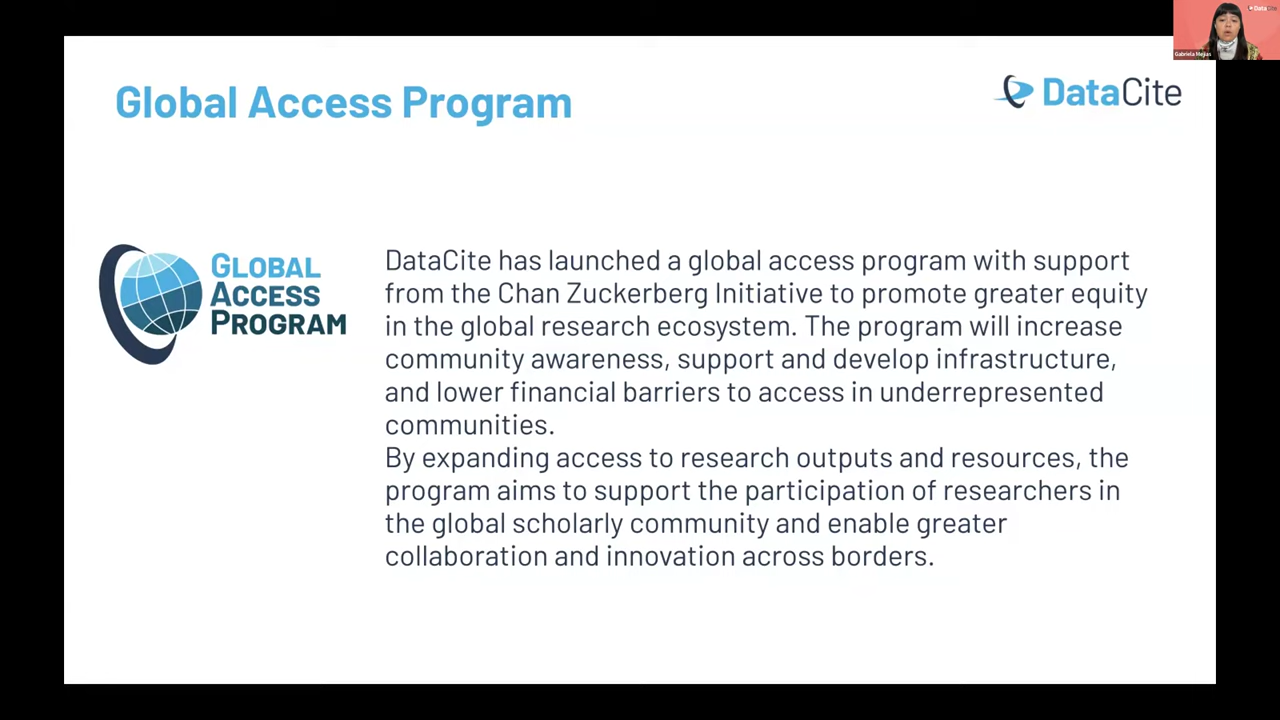 DataCite
Gabriela Mejias
Global Access Program
DataCite
GLOBAL
ACCESS
PROGRAM
DataCite has launched a global access program with support
from the Chan Zuckerberg Initiative to promote greater equity
in the global research ecosystem. The program will increase
community awareness, support and develop infrastructure,
and lower financial barriers to access in underrepresented
communities.
By expanding access to research outputs and resources, the
program aims to support the participation of researchers in
the global scholarly community and enable greater
collaboration and innovation across borders.